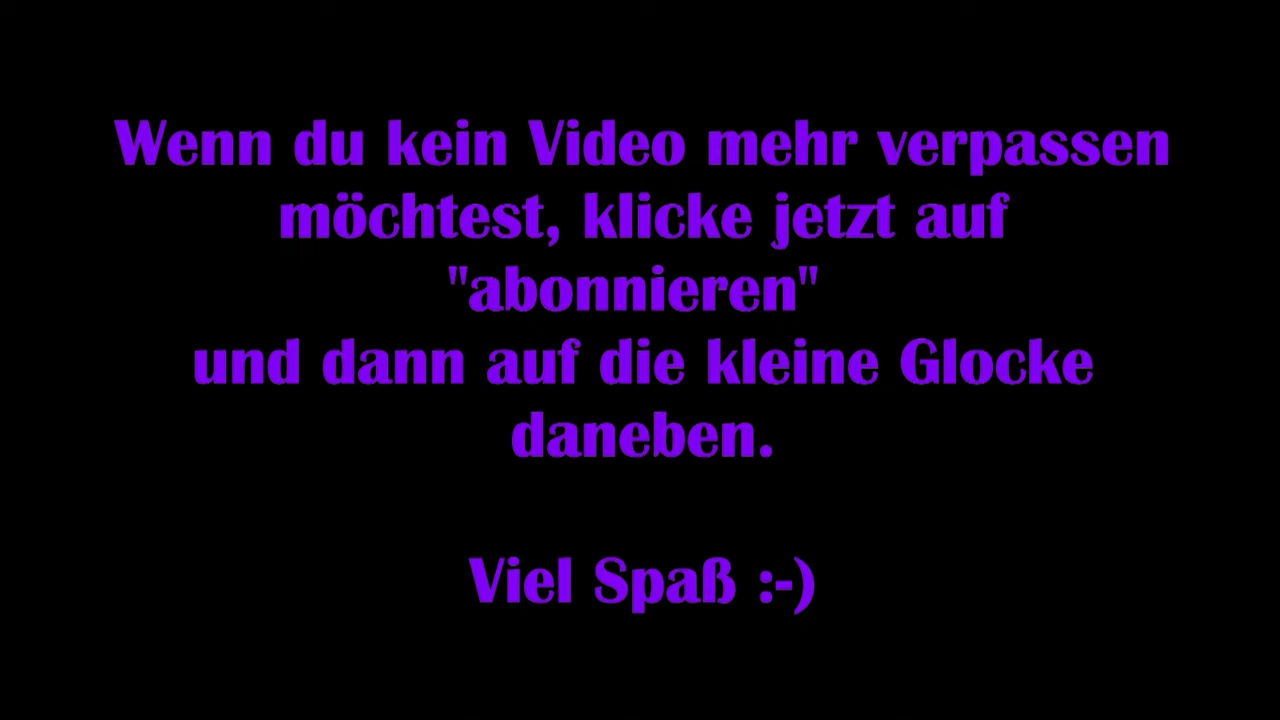 Wenn du kein Video mehr verpassen
möchtest, klicke jetzt auf
"abonnieren"
und dann auf die kleine Glocke
daneben.
Viel Spaß :-)